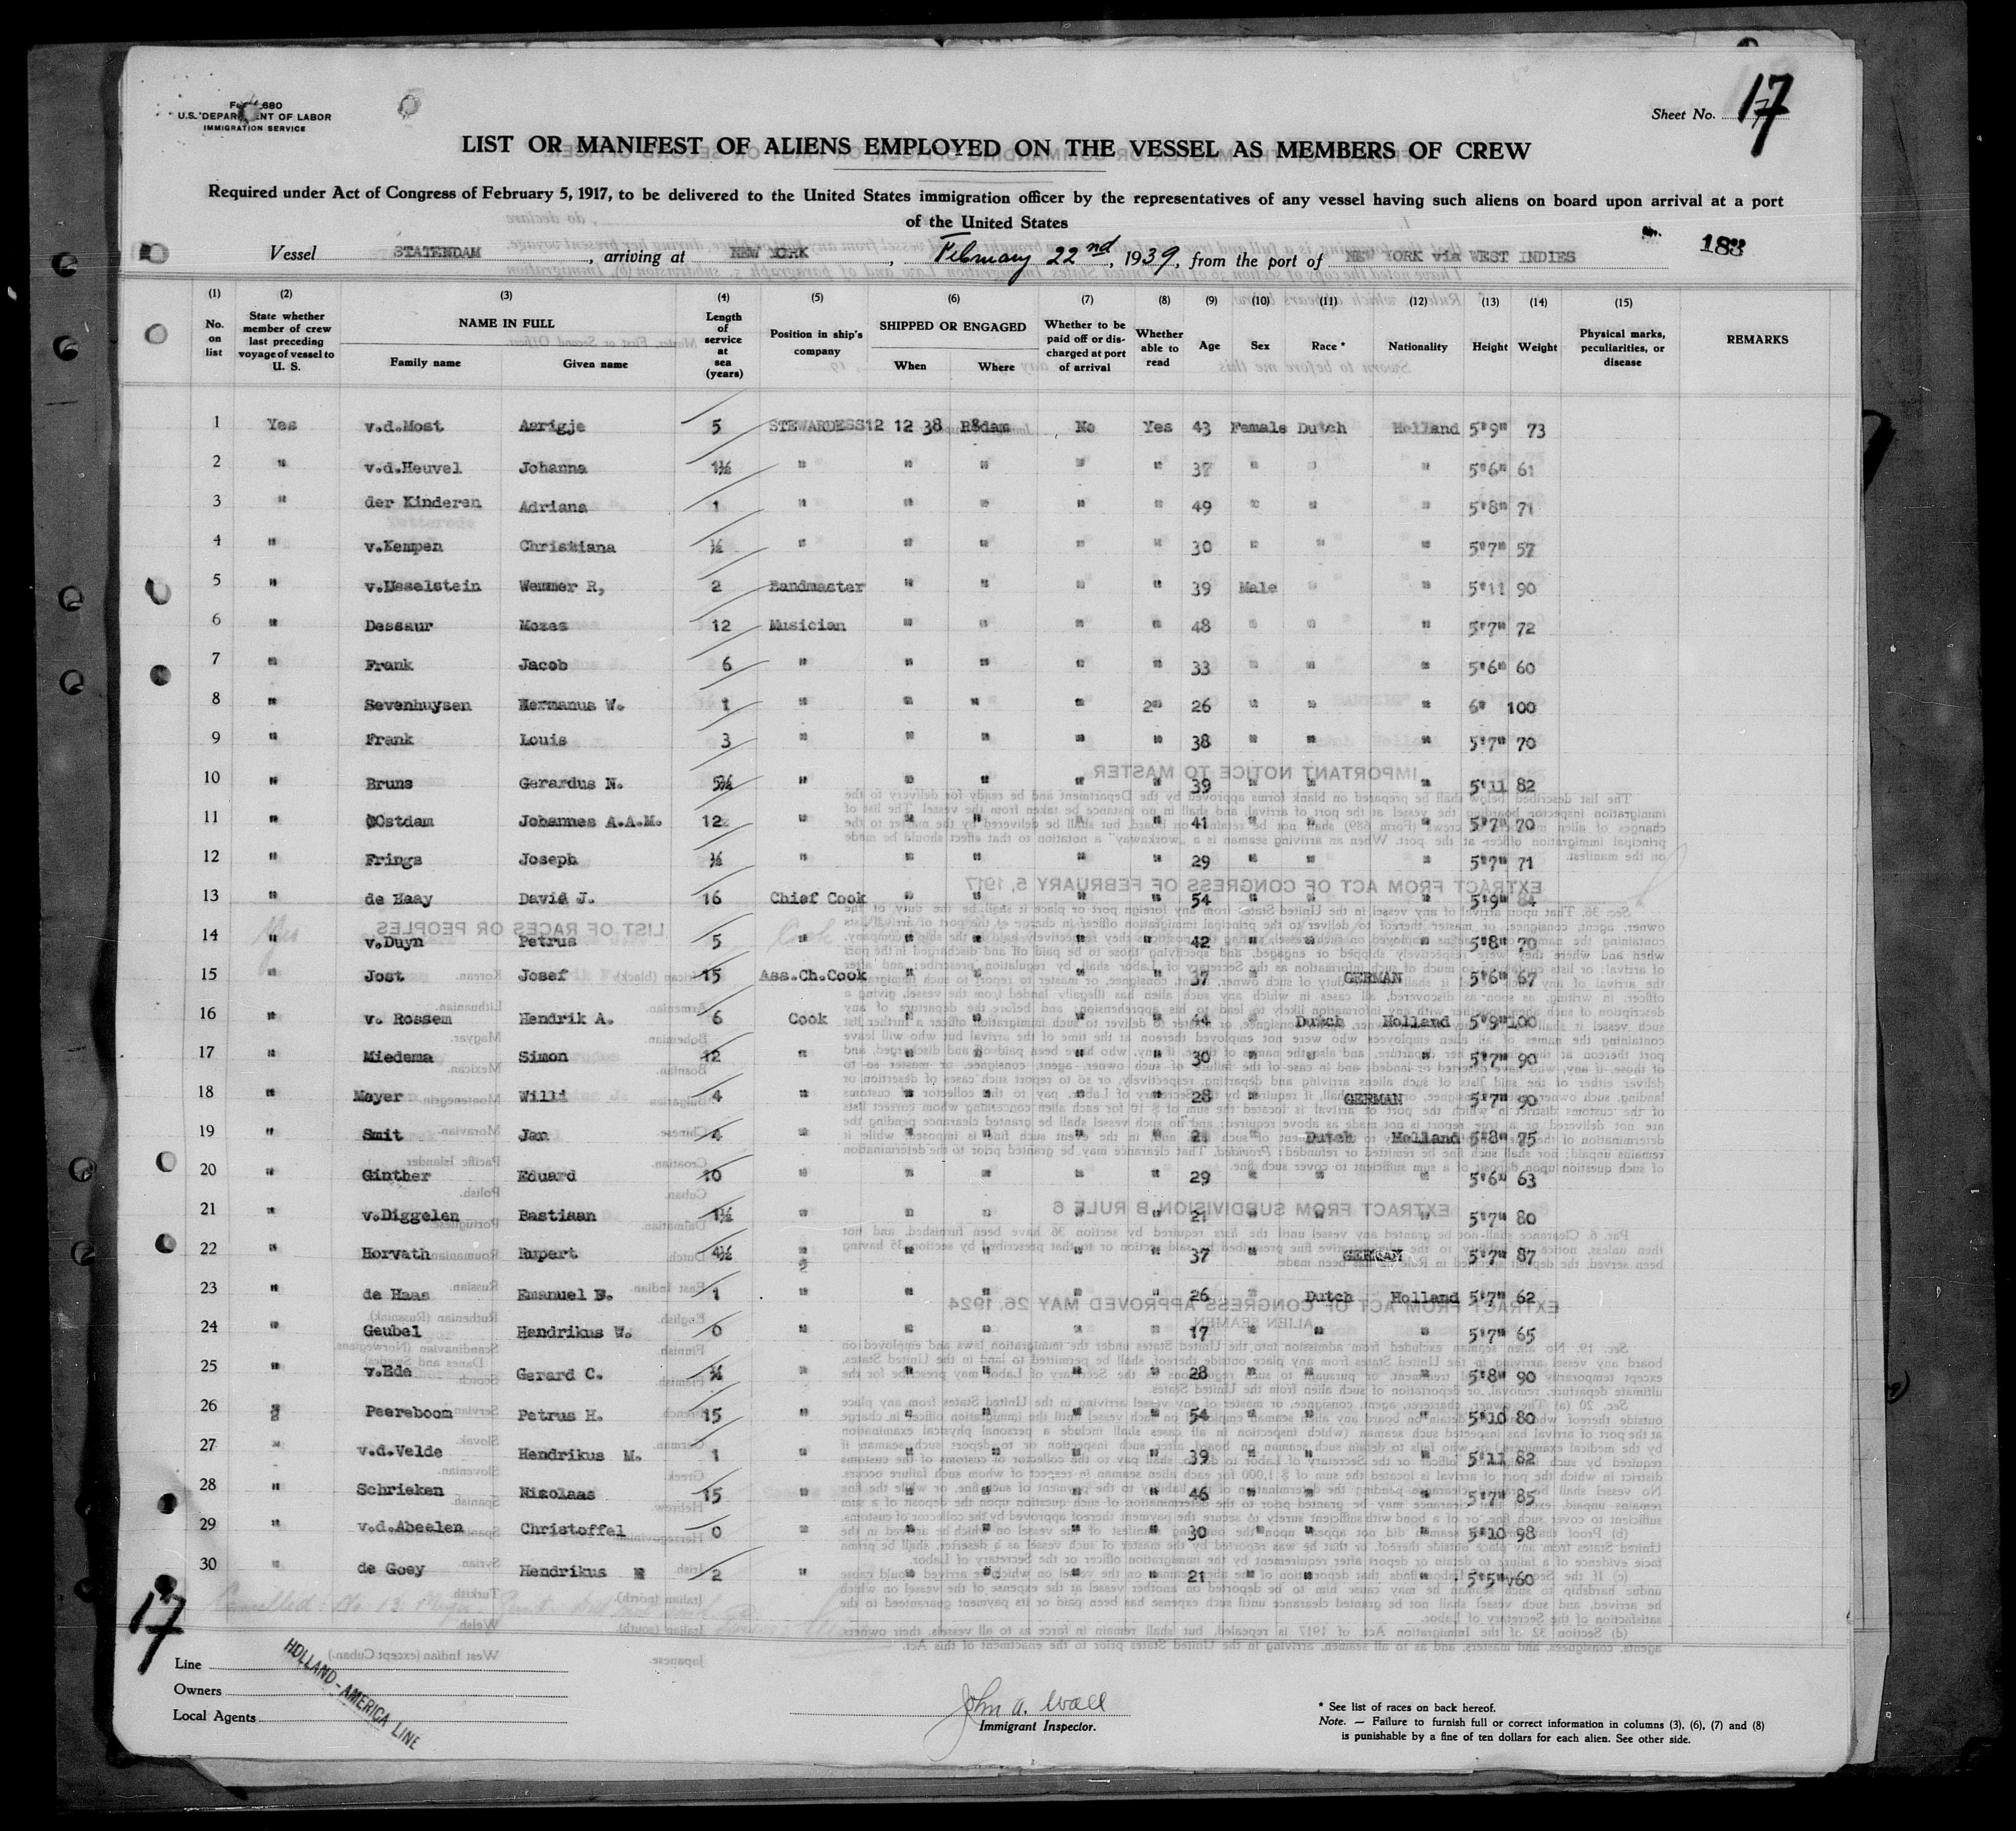 Form 680
U.S. DEPARTMENT OF LABOR
IMMIGRATION SERVICE
Sheet No. 17
LIST OR MANIFEST OF ALIENS EMPLOYED ON THE VESSEL AS MEMBERS OF CREW
Required under Act of Congress of February 5, 1917, to be delivered to the United States immigration officer by the representatives of any vessel having such aliens on board upon arrival at a port
of the United States
Vessel STATENDAM, arriving at NEW YORK, February 22nd, 1939, from the port of NEW YORK via WEST INDIES 183
(1) (2) (3) (4) (5) (6) (7) (8) (9) (10) (11) (12) (13) (14) (15)
No. on list State whether member of crew last preceding voyage of vessel to U. S. NAME IN FULL Family name Given name Length of service at sea (years) Position in ship's company SHIPPED OR ENGAGED When Where Whether to be paid off or discharged at port of arrival Whether able to read Age Sex Race * Nationality Height Weight Physical marks, peculiarities, or disease REMARKS
1 Yes v.d.Most Aarigje 5 STEWARDESS 12 12 38 R8dam No Yes 43 Female Dutch Holland 5'9" 73
2 " v.d.Heuvel Johanna 1½ " " " " " 37 " " " 5'6" 61
3 " der Kinderen Adriana 1 " " " " " 49 " " " 5'8" 71
4 " v.Kempen Christiana ½ " " " " " 30 " " " 5'7" 57
5 " v.IJsselstein Wemmer R, 2 Bandmaster " " " " 39 Male " " 5'11 90
6 " Dessaur Mozes 12 Musician " " " " 48 " " " 5'7" 72
7 " Frank Jacob 6 " " " " " 33 " " " 5'6" 60
8 " Sevenhuysen Hermanus W. 1 " " " " 2" 26 " " " 6" 100
9 " Frank Louis 3 " " " " " 38 " " " 5'7" 70
10 " Bruns Gerardus N. 5½ " " " " " 39 " " " 5'11 82
11 " Ostdam Johannes A.A.M. 12 " " " " " 41 " " " 5'7" 70
12 " Frings Joseph ½ " " " " " 29 " " " 5'7" 71
13 " de Haay David J. 16 Chief Cook " " " " 54 " " " 5'9" 84
14 " v.Duyn Petrus 5 " " " " " 42 " " " 5'8" 70
15 " Jost Josef 15 Ass.Ch.Cook " " " " 37 " GERMAN 5'6" 67
16 " v. Rossem Hendrik A. 6 Cook " " " " 44 " Dutch Holland 5'9" 100
17 " Miedema Simon 12 " " " " " 30 " " " 5'7" 90
18 " Meyer Willi 4 " " " " " 28 " GERMAN 5'7" 90
19 " Smit Jan 4 " " " " " 21 " Dutch Holland 5'8" 75
20 " Ginther Eduard 10 " " " " " 29 " " " 5'6" 63
21 " v.Diggelen Bastiaan 1½ " " " " " 21 " " " 5'7" 80
22 " Horvath Rupert 4½ " " " " " 37 " GERMAN 5'7" 87
23 " de Haas Emanuel 1 " " " " " 26 " Dutch Holland 5'7" 62
24 " Geubel Hendrikus W. 0 " " " " " 17 " " " 5'7" 65
25 " v.Ede Gerard C. ½ " " " " " 28 " " " 5'8" 90
26 " Peereboom Petrus H. 15 " " " " " 54 " " " 5'10 80
27 " v.d.Velde Hendrikus M. 1 " " " " " 39 " " " 5'11 82
28 " Schrieken Nicolaas 15 " " " " " 46 " " " 5'7" 85
29 " v.d.Abeelen Christoffel 0 " " " " " 30 " " " 5'10 98
30 " de Goey Hendrikus 2 " " " " " 21 " " " 5'5" 60
17
Line
Owners
Local Agents
HOLLAND-AMERICA LINE
John A. Wall
Immigrant Inspector.
* See list of races on back hereof.
Note. — Failure to furnish full or correct information in columns (3), (6), (7) and (8)
is punishable by a fine of ten dollars for each alien. See other side.